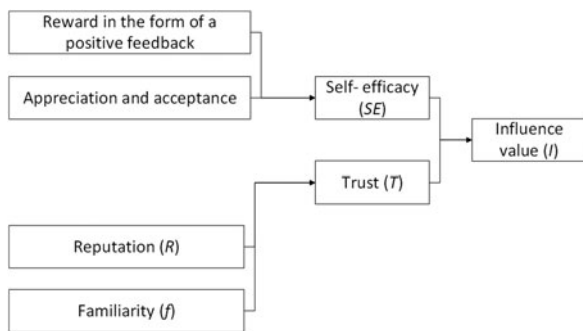 Reward in the form of a
positive feedback
Appreciation and acceptance
Self- efficacy
(SE)
Influence
value (I)
Trust (T)
Reputation (R)
Familiarity (f)